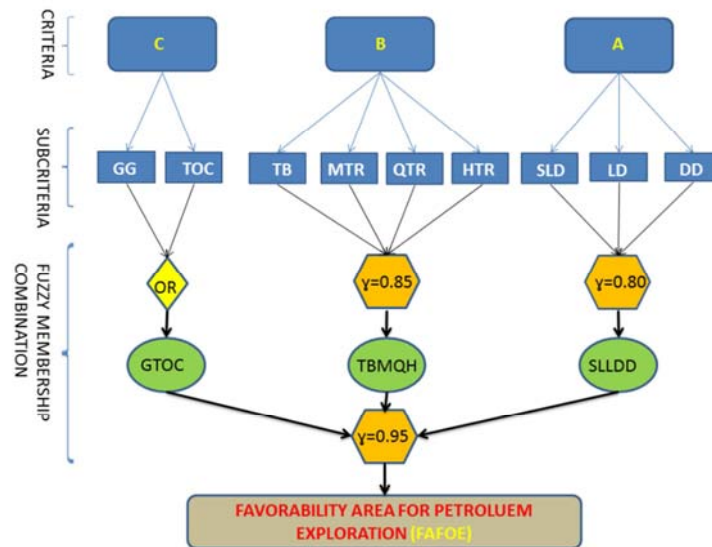 CRITERIA
C
B
A
SUBCRITERIA
GG
TOC
TB
MTR
QTR
HTR
SLD
LD
DD
FUZZY MEMBERSHIP
COMBINATION
OR
γ=0.85
γ=0.80
GTOC
TBMQH
SLLDD
γ=0.95
FAVORABILITY AREA FOR PETROLUEM
EXPLORATION (FAFOE)